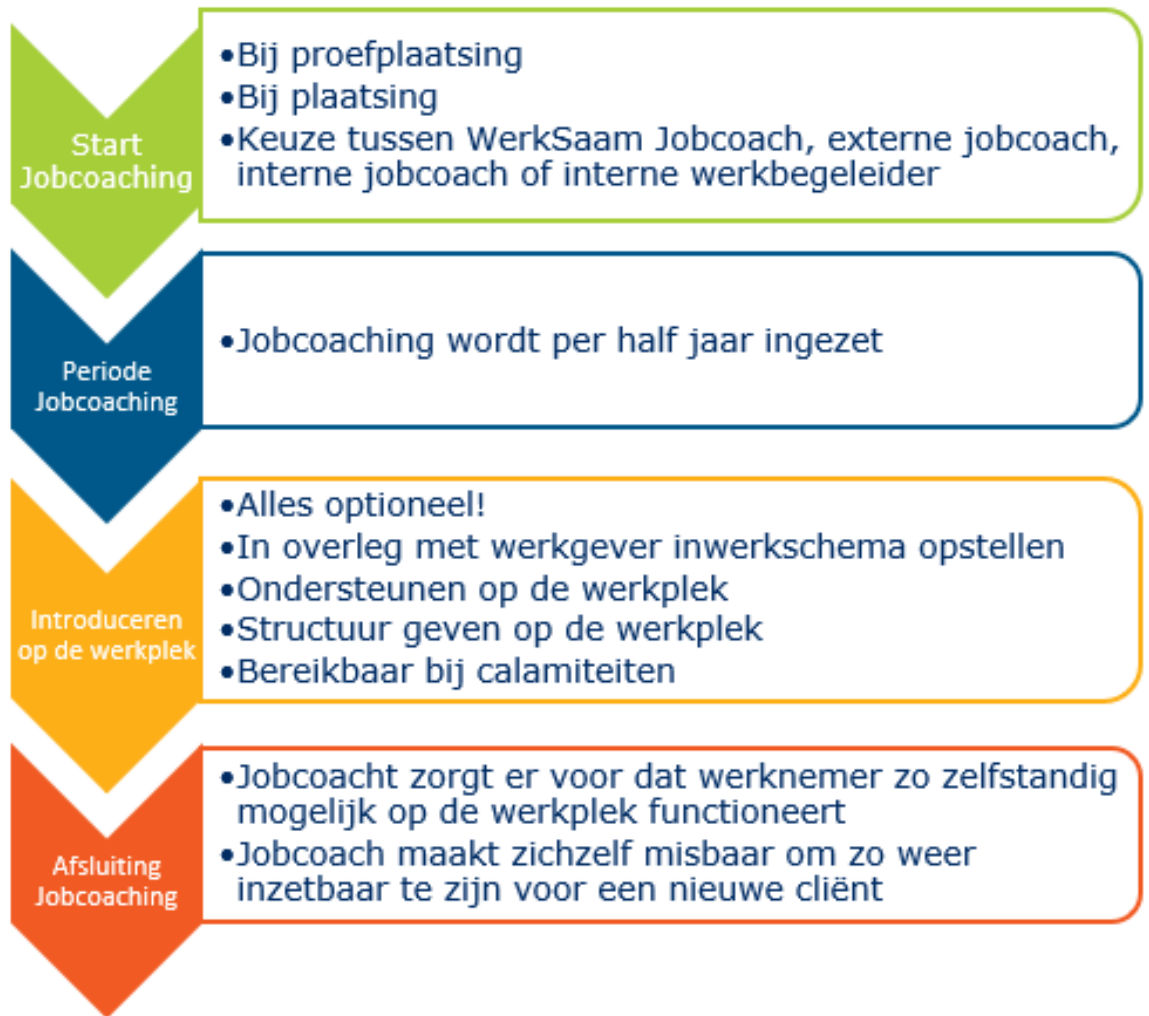 Start
Jobcoaching
•Bij proefplaatsing
•Bij plaatsing
•Keuze tussen WerkSaam Jobcoach, externe jobcoach,
interne jobcoach of interne werkbegeleider
Periode
Jobcoaching
•Jobcoaching wordt per half jaar ingezet
Introduceren
op de werkplek
•Alles optioneel!
•In overleg met werkgever inwerkschema opstellen
•Ondersteunen op de werkplek
•Structuur geven op de werkplek
•Bereikbaar bij calamiteiten
Afsluiting
Jobcoaching
•Jobcoacht zorgt er voor dat werknemer zo zelfstandig
mogelijk op de werkplek functioneert
•Jobcoach maakt zichzelf misbaar om zo weer
inzetbaar te zijn voor een nieuwe cliënt